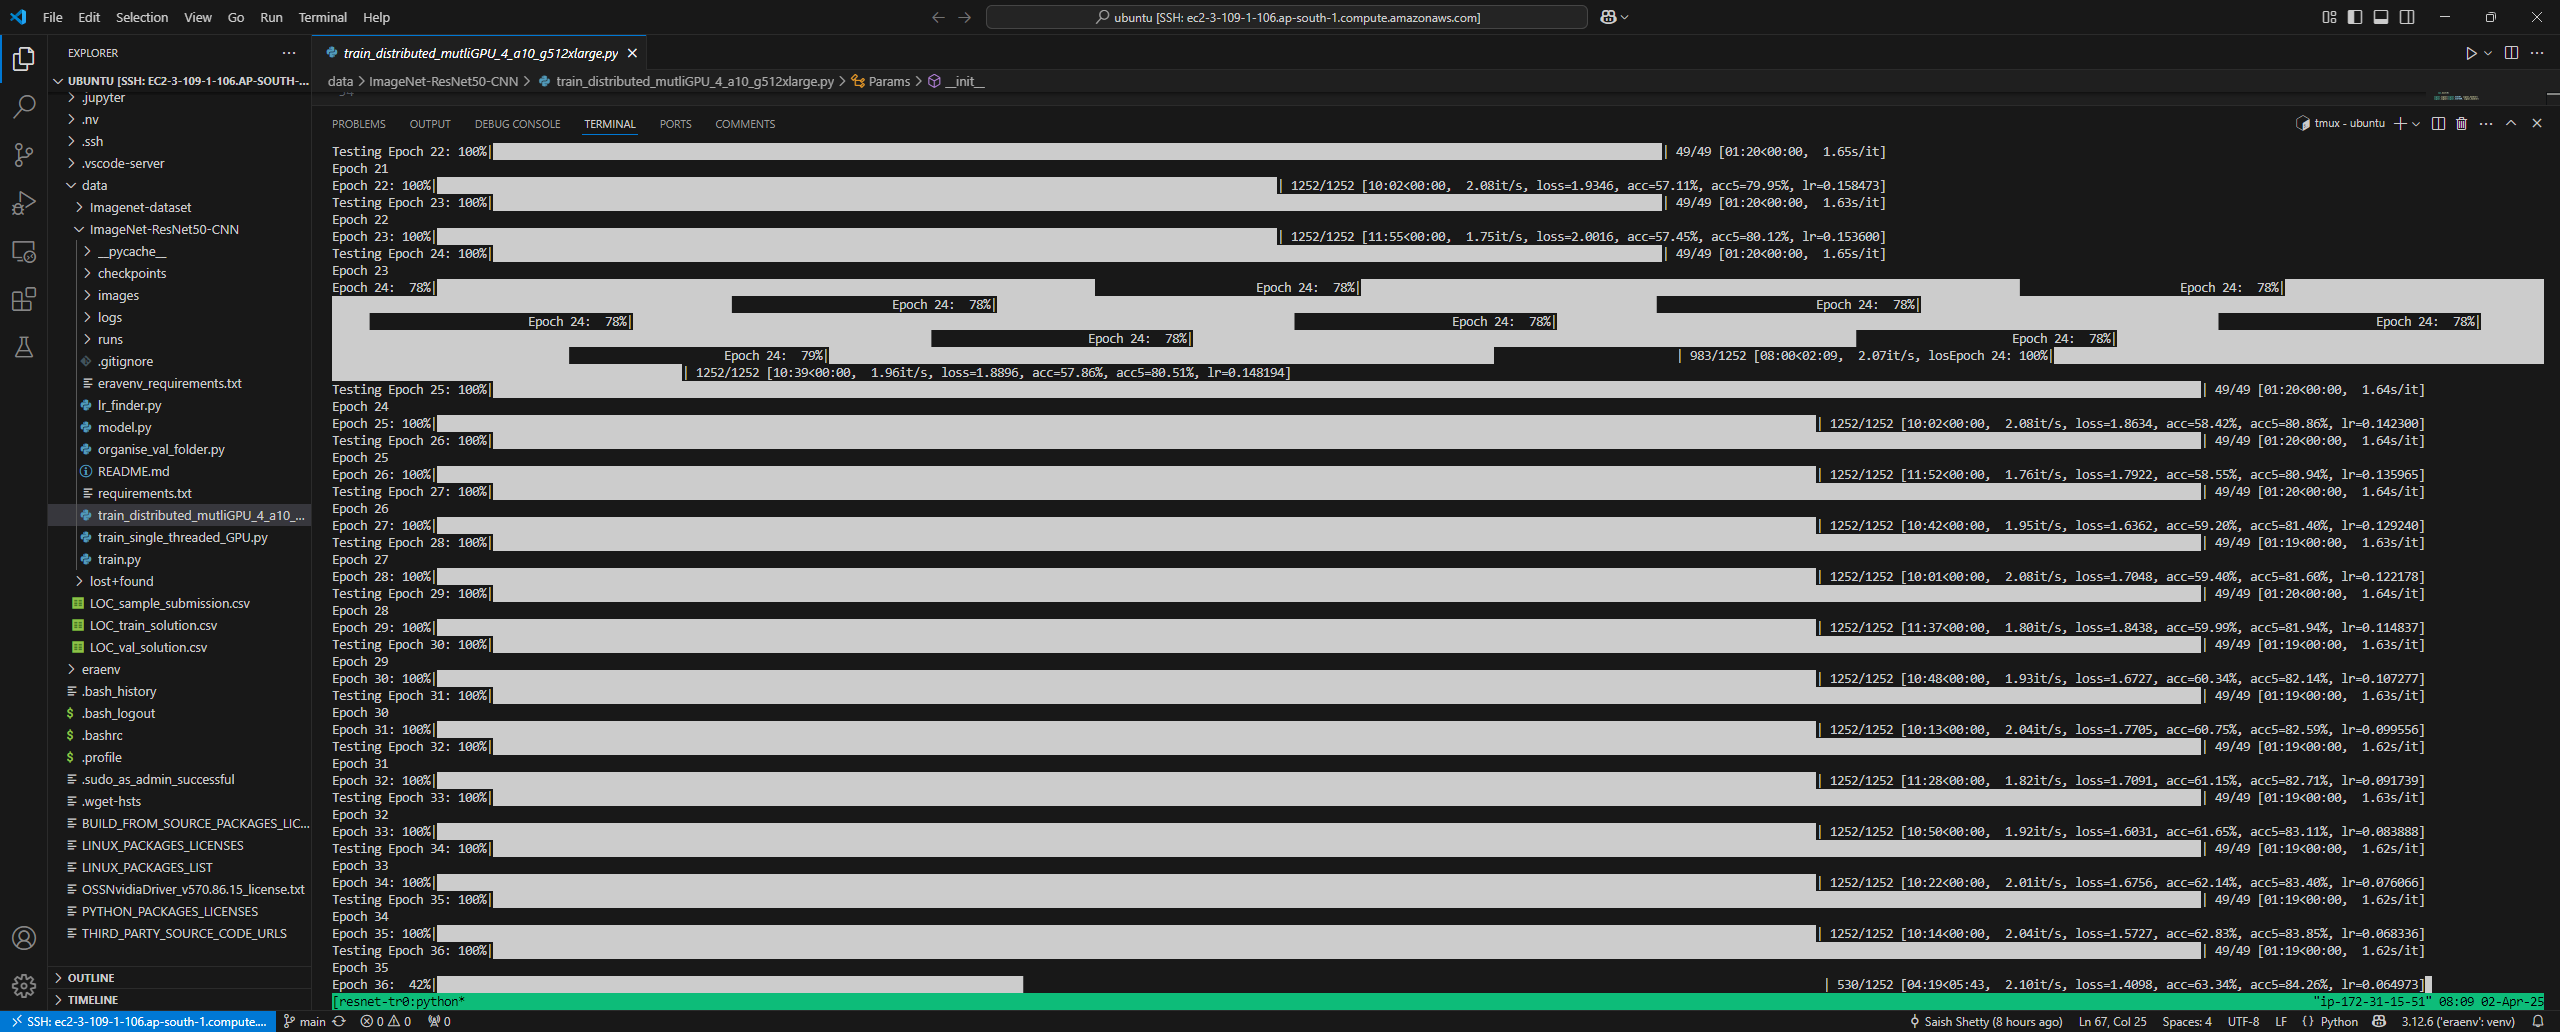 File Edit Selection View Go Run Terminal Help
ubuntu [SSH: ec2-3-109-1-106.ap-south-1.compute.amazonaws.com]
EXPLORER
UBUNTU [SSH: EC2-3-109-1-106.AP-SOUTH-...
.jupyter
.nv
.ssh
.vscode-server
data
Imagenet-dataset
ImageNet-ResNet50-CNN
__pycache__
checkpoints
images
logs
runs
.gitignore
eravenv_requirements.txt
lr_finder.py
model.py
organise_val_folder.py
README.md
requirements.txt
train_distributed_mutliGPU_4_a10_...
train_single_threaded_GPU.py
train.py
lost+found
LOC_sample_submission.csv
LOC_train_solution.csv
LOC_val_solution.csv
eraenv
.bash_history
.bash_logout
.bashrc
.profile
.sudo_as_admin_successful
.wget-hsts
BUILD_FROM_SOURCE_PACKAGES_LIC...
LINUX_PACKAGES_LICENSES
LINUX_PACKAGES_LIST
OSSNvidiaDriver_v570.86.15_license.txt
PYTHON_PACKAGES_LICENSES
THIRD_PARTY_SOURCE_CODE_URLS
OUTLINE
TIMELINE
train_distributed_mutliGPU_4_a10_g512xlarge.py
data > ImageNet-ResNet50-CNN > train_distributed_mutliGPU_4_a10_g512xlarge.py > Params > __init__
PROBLEMS OUTPUT DEBUG CONSOLE TERMINAL PORTS COMMENTS
tmux - ubuntu
Testing Epoch 22: 100%| | 49/49 [01:20<00:00, 1.65s/it]
Epoch 21
Epoch 22: 100%| | 1252/1252 [10:02<00:00, 2.08it/s, loss=1.9346, acc=57.11%, acc5=79.95%, lr=0.158473]
Testing Epoch 23: 100%| | 49/49 [01:20<00:00, 1.63s/it]
Epoch 22
Epoch 23: 100%| | 1252/1252 [11:55<00:00, 1.75it/s, loss=2.0016, acc=57.45%, acc5=80.12%, lr=0.153600]
Testing Epoch 24: 100%| | 49/49 [01:20<00:00, 1.65s/it]
Epoch 23
Epoch 24: 78%| Epoch 24: 78%| Epoch 24: 78%|
Epoch 24: 78%| Epoch 24: 78%|
Epoch 24: 78%| Epoch 24: 78%| Epoch 24: 78%|
Epoch 24: 78%| Epoch 24: 78%|
Epoch 24: 79%| | 983/1252 [08:00<02:09, 2.07it/s, losEpoch 24: 100%|
| 1252/1252 [10:39<00:00, 1.96it/s, loss=1.8896, acc=57.86%, acc5=80.51%, lr=0.148194]
Testing Epoch 25: 100%| | 49/49 [01:20<00:00, 1.64s/it]
Epoch 24
Epoch 25: 100%| | 1252/1252 [10:02<00:00, 2.08it/s, loss=1.8634, acc=58.42%, acc5=80.86%, lr=0.142300]
Testing Epoch 26: 100%| | 49/49 [01:20<00:00, 1.64s/it]
Epoch 25
Epoch 26: 100%| | 1252/1252 [11:52<00:00, 1.76it/s, loss=1.7922, acc=58.55%, acc5=80.94%, lr=0.135965]
Testing Epoch 27: 100%| | 49/49 [01:20<00:00, 1.64s/it]
Epoch 26
Epoch 27: 100%| | 1252/1252 [10:42<00:00, 1.95it/s, loss=1.6362, acc=59.20%, acc5=81.40%, lr=0.129240]
Testing Epoch 28: 100%| | 49/49 [01:19<00:00, 1.63s/it]
Epoch 27
Epoch 28: 100%| | 1252/1252 [10:01<00:00, 2.08it/s, loss=1.7048, acc=59.40%, acc5=81.60%, lr=0.122178]
Testing Epoch 29: 100%| | 49/49 [01:20<00:00, 1.64s/it]
Epoch 28
Epoch 29: 100%| | 1252/1252 [11:37<00:00, 1.80it/s, loss=1.8438, acc=59.99%, acc5=81.94%, lr=0.114837]
Testing Epoch 30: 100%| | 49/49 [01:19<00:00, 1.63s/it]
Epoch 29
Epoch 30: 100%| | 1252/1252 [10:48<00:00, 1.93it/s, loss=1.6727, acc=60.34%, acc5=82.14%, lr=0.107277]
Testing Epoch 31: 100%| | 49/49 [01:19<00:00, 1.63s/it]
Epoch 30
Epoch 31: 100%| | 1252/1252 [10:13<00:00, 2.04it/s, loss=1.7705, acc=60.75%, acc5=82.59%, lr=0.099556]
Testing Epoch 32: 100%| | 49/49 [01:19<00:00, 1.62s/it]
Epoch 31
Epoch 32: 100%| | 1252/1252 [11:28<00:00, 1.82it/s, loss=1.7091, acc=61.15%, acc5=82.71%, lr=0.091739]
Testing Epoch 33: 100%| | 49/49 [01:19<00:00, 1.63s/it]
Epoch 32
Epoch 33: 100%| | 1252/1252 [10:50<00:00, 1.92it/s, loss=1.6031, acc=61.65%, acc5=83.11%, lr=0.083888]
Testing Epoch 34: 100%| | 49/49 [01:19<00:00, 1.62s/it]
Epoch 33
Epoch 34: 100%| | 1252/1252 [10:22<00:00, 2.01it/s, loss=1.6756, acc=62.14%, acc5=83.40%, lr=0.076066]
Testing Epoch 35: 100%| | 49/49 [01:19<00:00, 1.62s/it]
Epoch 34
Epoch 35: 100%| | 1252/1252 [10:14<00:00, 2.04it/s, loss=1.5727, acc=62.83%, acc5=83.85%, lr=0.068336]
Testing Epoch 36: 100%| | 49/49 [01:19<00:00, 1.62s/it]
Epoch 35
Epoch 36: 42%| | 530/1252 [04:19<05:43, 2.10it/s, loss=1.4098, acc=63.34%, acc5=84.26%, lr=0.064973]
[resnet-tr0:python* "ip-172-31-15-51" 08:09 02-Apr-25
SSH: ec2-3-109-1-106.ap-south-1.compute.... main 0 0 0 Saish Shetty (8 hours ago) Ln 67, Col 25 Spaces: 4 UTF-8 LF Python 3.12.6 ('eraenv': venv)